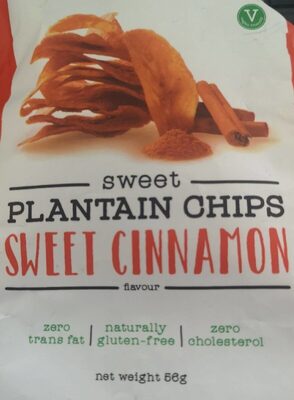 V
sweet
PLANTAIN CHIPS
SWEET CINNAMON
flavour
zero trans fat | naturally gluten-free | zero cholesterol
net weight 56g